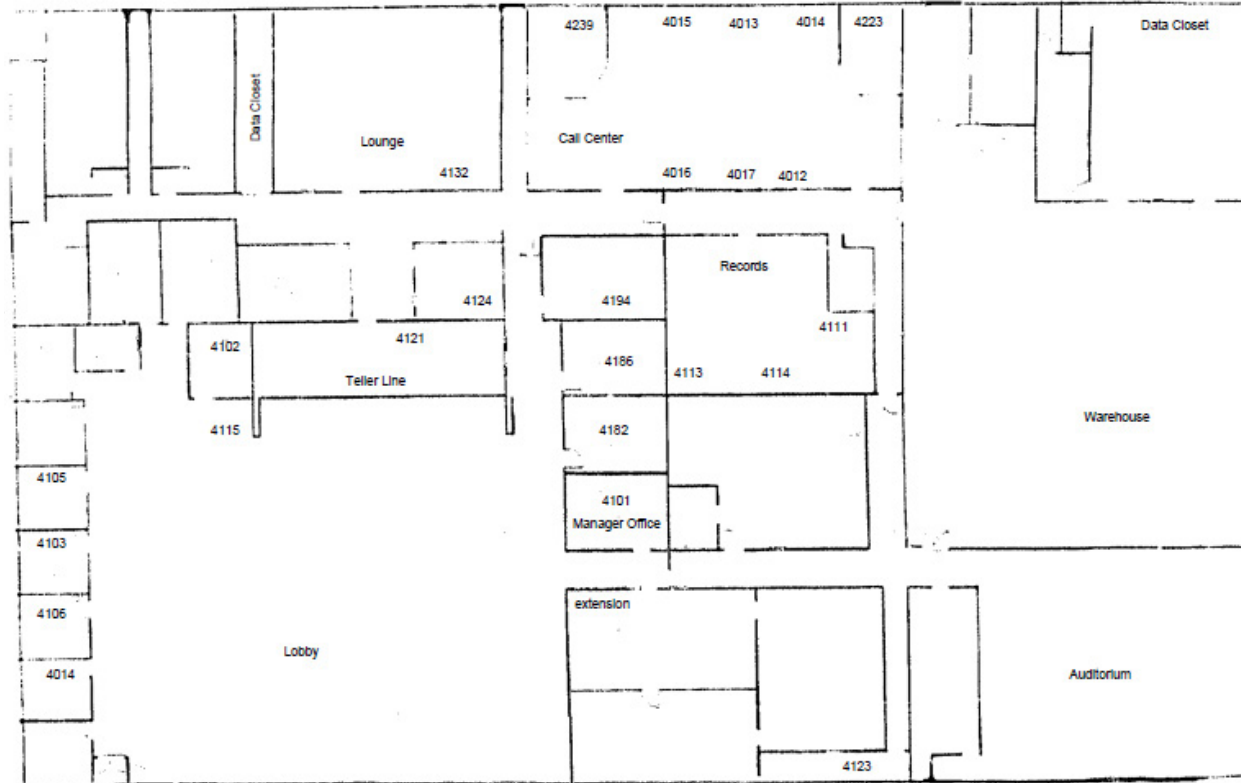 4239
4015
4013
4014
4223
Data Closet
Data Closet
Lounge
Call Center
4132
4016
4017
4012
Records
4124
4194
4111
4102
4121
4186
4113
4114
Teller Line
4115
4182
Warehouse
4105
4101
Manager Office
4103
extension
4106
Lobby
4014
Auditorium
4123